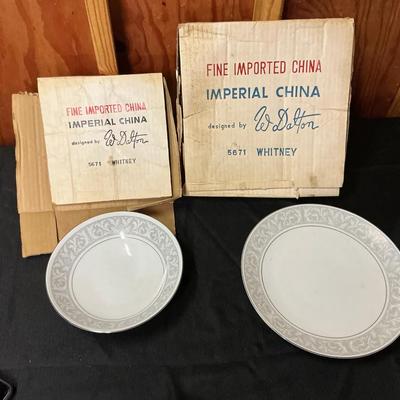 FINE IMPORTED CHINA
IMPERIAL CHINA
designed by W Dalton
5671 WHITNEY
FINE IMPORTED CHINA
IMPERIAL CHINA
designed by W Dalton
5671 WHITNEY